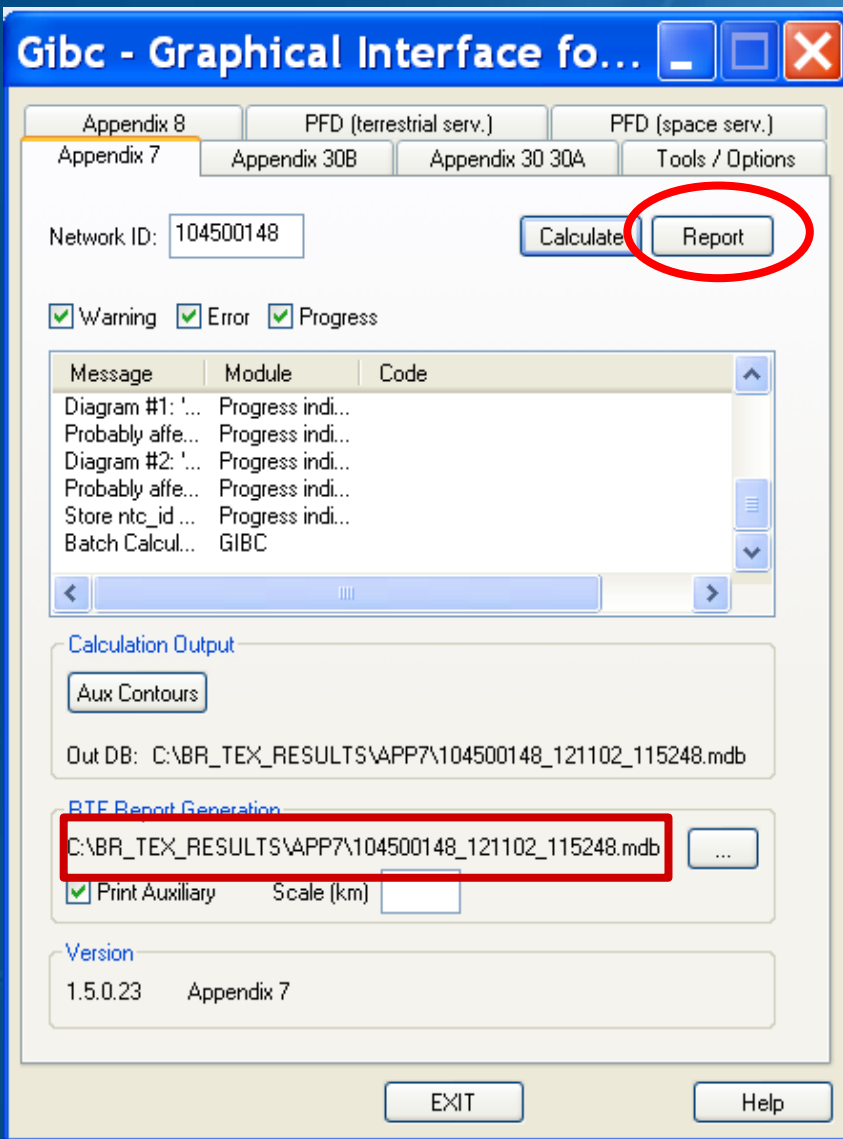 Gibc - Graphical Interface fo...
Appendix 8 PFD (terrestrial serv.) PFD (space serv.)
Appendix 7 Appendix 30B Appendix 30 30A Tools / Options
Network ID: 104500148 Calculate Report
Warning Error Progress
Message Module Code
Diagram #1: '... Progress indi...
Probably affe... Progress indi...
Diagram #2: '... Progress indi...
Probably affe... Progress indi...
Store ntc_id ... Progress indi...
Batch Calcul... GIBC
Calculation Output
Aux Contours
Out DB: C:\BR_TEX_RESULTS\APP7\104500148_121102_115248.mdb
RTF Report Generation
C:\BR_TEX_RESULTS\APP7\104500148_121102_115248.mdb ...
Print Auxiliary Scale (km)
Version
1.5.0.23 Appendix 7
EXIT Help